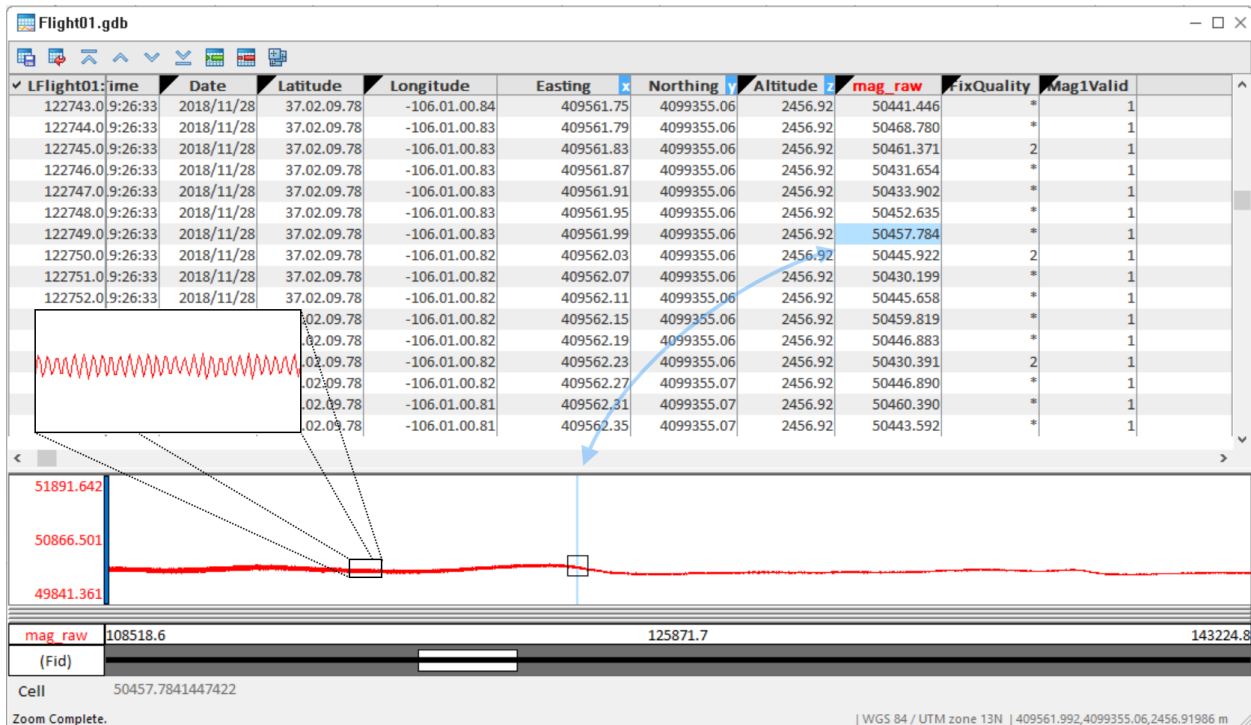 Flight01.gdb
LFlight01: Time Date Latitude Longitude Easting x Northing y Altitude z mag_raw FixQuality Mag1Valid
122743.0 .9:26:33 2018/11/28 37.02.09.78 -106.01.00.84 409561.75 4099355.06 2456.92 50441.446 * 1
122744.0 .9:26:33 2018/11/28 37.02.09.78 -106.01.00.83 409561.79 4099355.06 2456.92 50468.780 * 1
122745.0 .9:26:33 2018/11/28 37.02.09.78 -106.01.00.83 409561.83 4099355.06 2456.92 50461.371 2 1
122746.0 .9:26:33 2018/11/28 37.02.09.78 -106.01.00.83 409561.87 4099355.06 2456.92 50431.654 * 1
122747.0 .9:26:33 2018/11/28 37.02.09.78 -106.01.00.83 409561.91 4099355.06 2456.92 50433.902 * 1
122748.0 .9:26:33 2018/11/28 37.02.09.78 -106.01.00.83 409561.95 4099355.06 2456.92 50452.635 * 1
122749.0 .9:26:33 2018/11/28 37.02.09.78 -106.01.00.83 409561.99 4099355.06 2456.92 50457.784 * 1
122750.0 .9:26:33 2018/11/28 37.02.09.78 -106.01.00.82 409562.03 4099355.06 2456.92 50445.922 2 1
122751.0 .9:26:33 2018/11/28 37.02.09.78 -106.01.00.82 409562.07 4099355.06 2456.92 50430.199 * 1
122752.0 .9:26:33 2018/11/28 37.02.09.78 -106.01.00.82 409562.11 4099355.06 2456.92 50445.658 * 1
.02.09.78 -106.01.00.82 409562.15 4099355.06 2456.92 50459.819 * 1
.02.09.78 -106.01.00.82 409562.19 4099355.06 2456.92 50446.883 * 1
.02.09.78 -106.01.00.82 409562.23 4099355.06 2456.92 50430.391 2 1
.02.09.78 -106.01.00.82 409562.27 4099355.07 2456.92 50446.890 * 1
.02.09.78 -106.01.00.81 409562.31 4099355.07 2456.92 50460.390 * 1
.02.09.78 -106.01.00.81 409562.35 4099355.07 2456.92 50443.592 * 1
51891.642
50866.501
49841.361
mag_raw 108518.6 125871.7 143224.8
(Fid)
Cell 50457.7841447422
Zoom Complete. | WGS 84 / UTM zone 13N | 409561.992,4099355.06,2456.91986 m